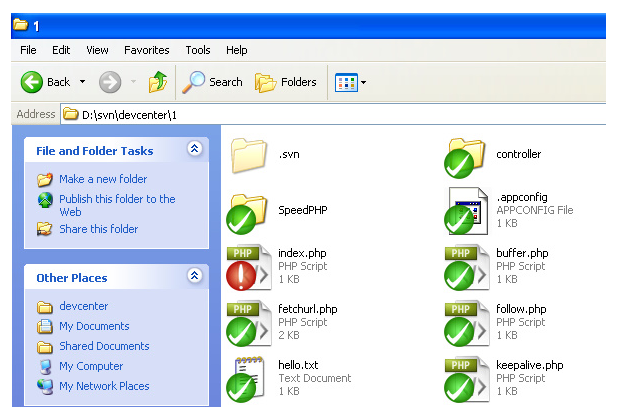 1
File Edit View Favorites Tools Help
Back Search Folders
Address D:\svn\devcenter\1
File and Folder Tasks
Make a new folder
Publish this folder to the
Web
Share this folder
Other Places
devcenter
My Documents
Shared Documents
My Computer
My Network Places
.svn
controller
SpeedPHP
.appconfig
APPCONFIG File
1 KB
PHP
index.php
PHP Script
1 KB
PHP
buffer.php
PHP Script
1 KB
PHP
fetchurl.php
PHP Script
2 KB
PHP
follow.php
PHP Script
1 KB
hello.txt
Text Document
1 KB
PHP
keepalive.php
PHP Script
1 KB